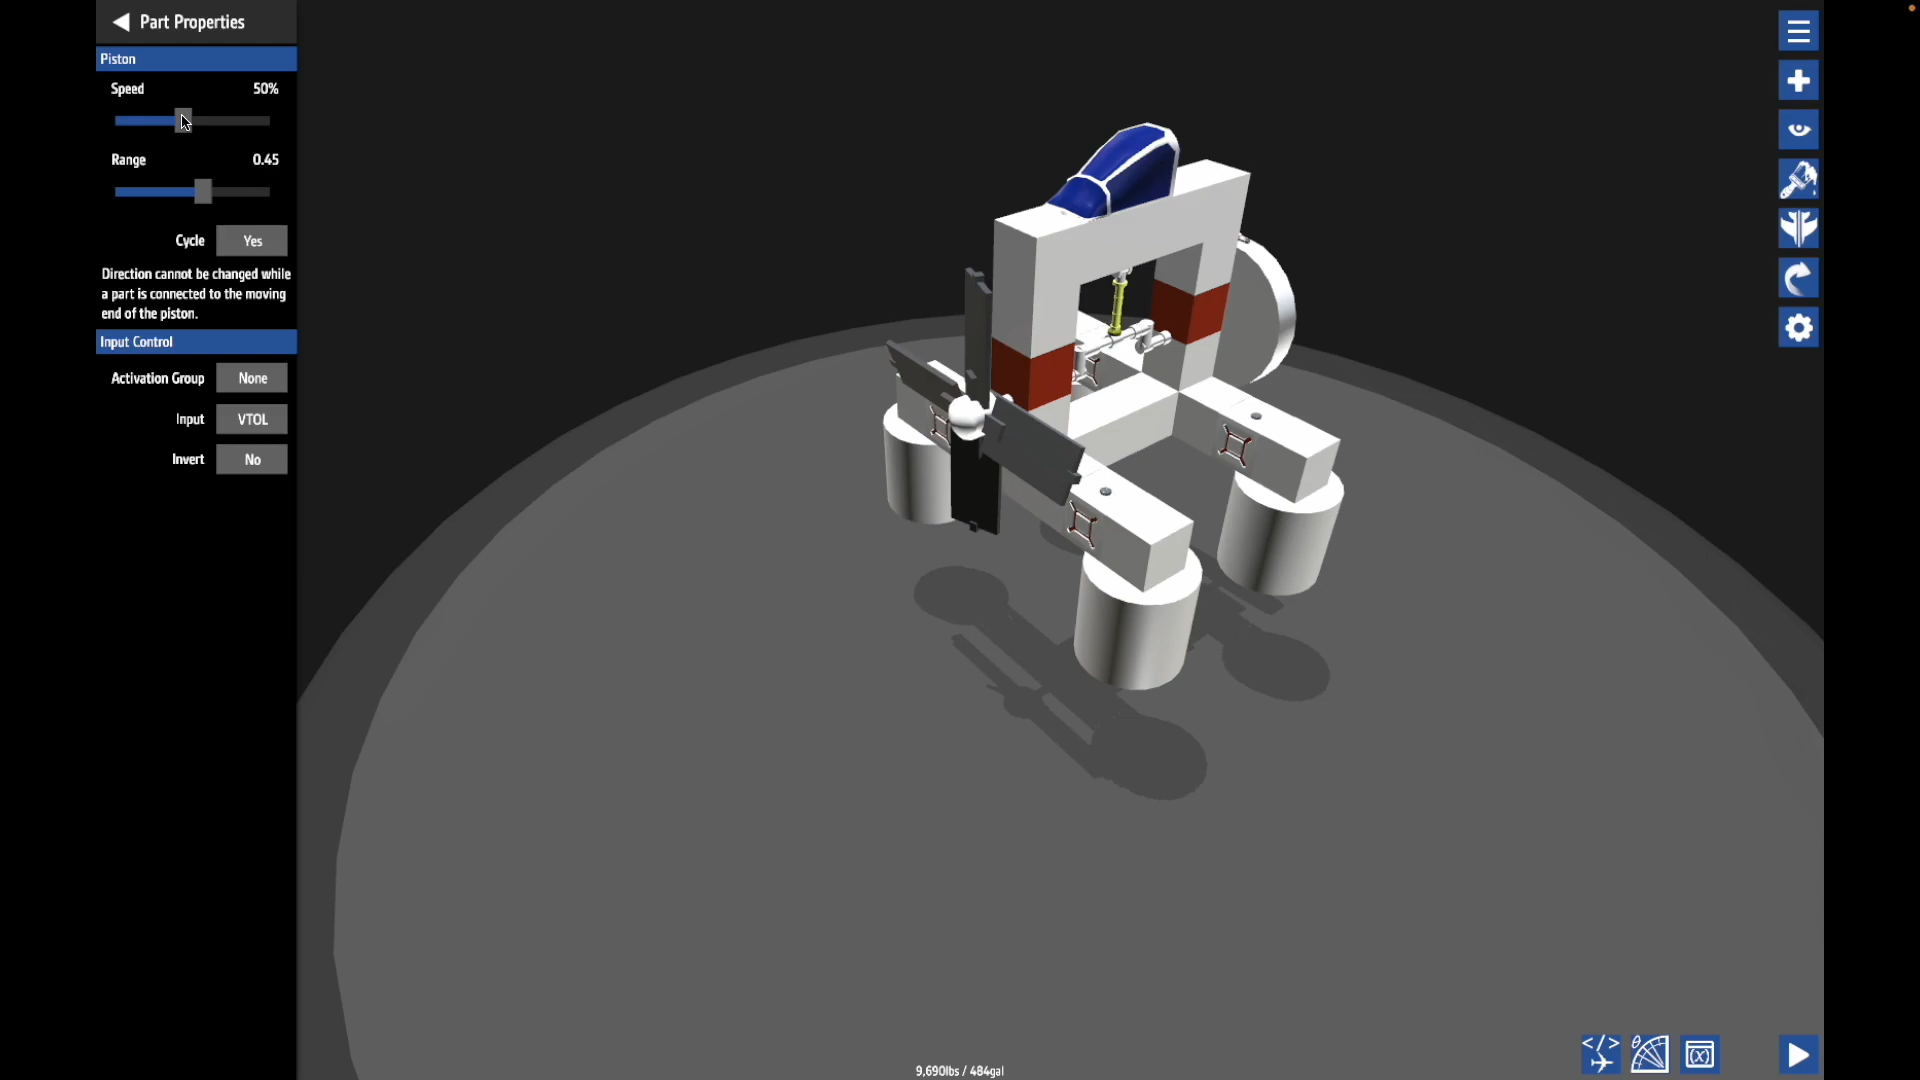 Part Properties
Piston
Speed 50%
Range 0.45
Cycle Yes
Direction cannot be changed while
a part is connected to the moving
end of the piston.
Input Control
Activation Group None
Input VTOL
Invert No
</> 
(x)
9,690lbs / 484gal